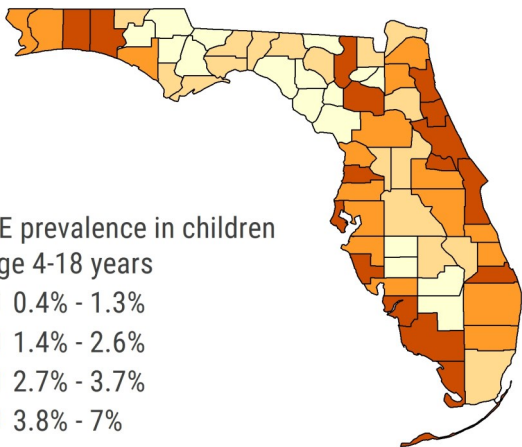 E prevalence in children
ge 4-18 years
0.4% - 1.3%
1.4% - 2.6%
2.7% - 3.7%
3.8% - 7%